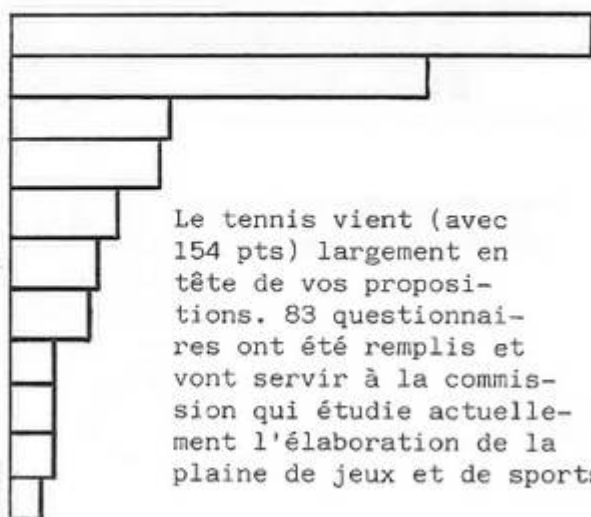 Le tennis vient (avec
154 pts) largement en
tête de vos proposi-
tions. 83 questionnai-
res ont été remplis et
vont servir à la commis-
sion qui étudie actuelle-
ment l'élaboration de la
plaine de jeux et de sports